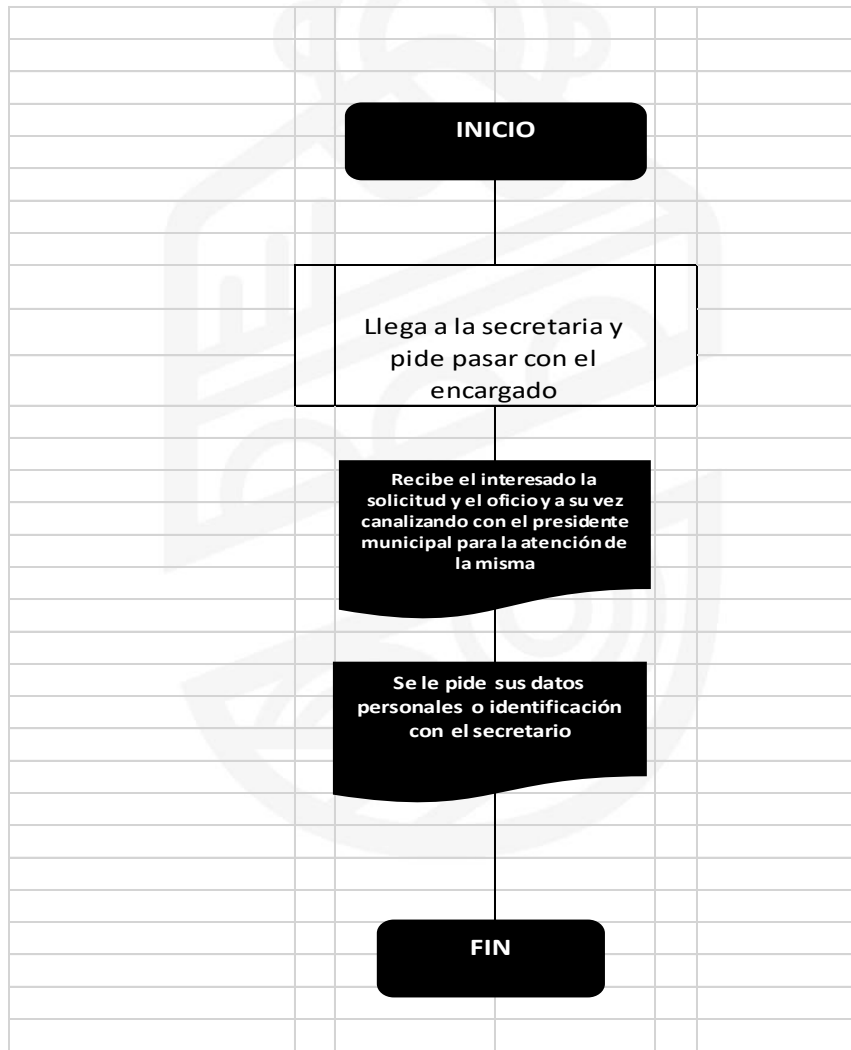 INICIO
Llega a la secretaria y
pide pasar con el
encargado
Recibe el interesado la
solicitud y el oficio y a su vez
canalizando con el presidente
municipal para la atención de
la misma
Se le pide sus datos
personales o identificación
con el secretario
FIN